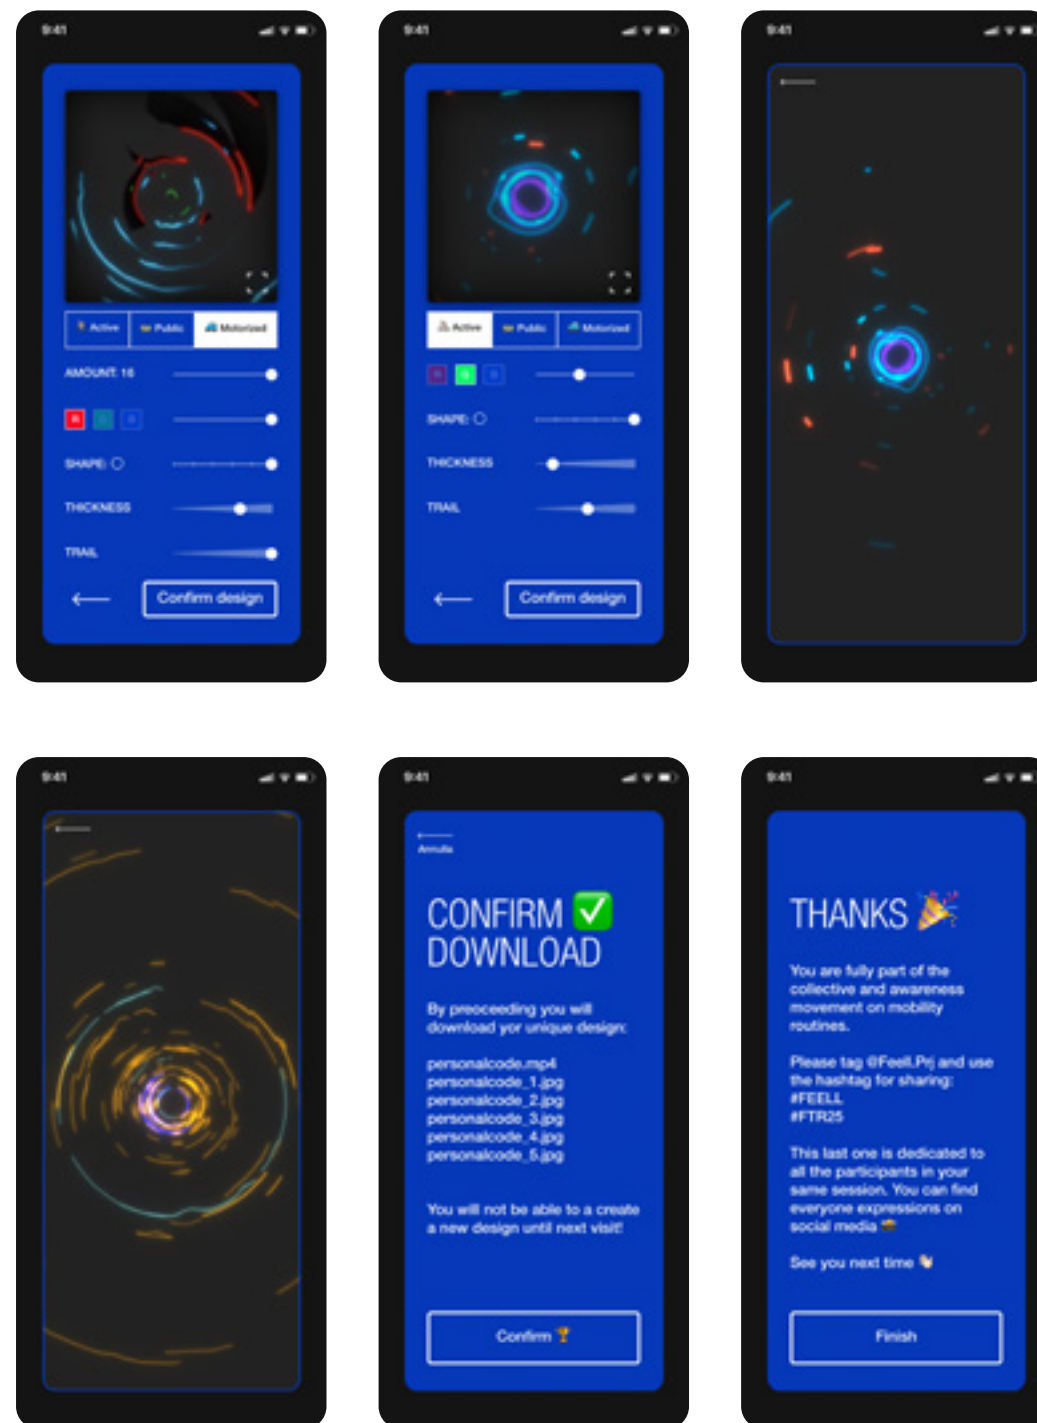 9:41
Active
Public
Motorized
AMOUNT: 16
R
SHAPE:
THICKNESS
TRAIL
Confirm design
9:41
Active
Public
Motorized
SHAPE:
THICKNESS
TRAIL
Confirm design
9:41
9:41
9:41
Annulla
CONFIRM ✅
DOWNLOAD
By preoceeding you will
download yor unique design:
personalcode.mp4
personalcode_1.jpg
personalcode_2.jpg
personalcode_3.jpg
personalcode_4.jpg
personalcode_5.jpg
You will not be able to a create
a new design until next visit!
Confirm 🏆
9:41
THANKS 🎉
You are fully part of the
collective and awareness
movement on mobility
routines.
Please tag @Feell.Prj and use
the hashtag for sharing:
#FEELL
#FTR25
This last one is dedicated to
all the participants in your
same session. You can find
everyone expressions on
social media
See you next time 👋🏻
Finish